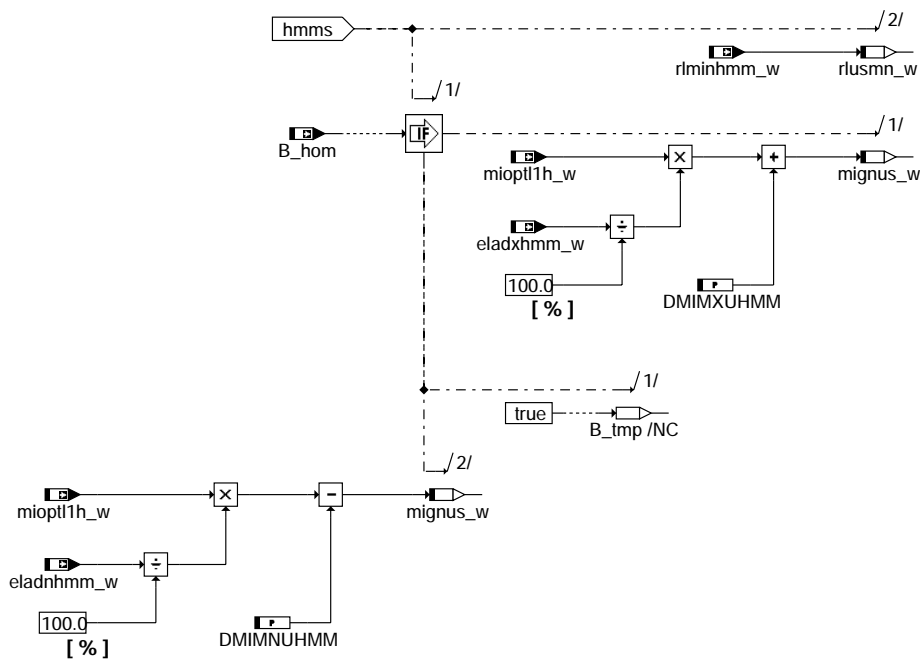 hmms
/2/
rlminhmm_w
rlusmn_w
/1/
B_hom
IF
/1/
mioptl1h_w
×
+
mignus_w
eladxhmm_w
÷
100.0
[ % ]
P
DMIMXUHMM
/1/
true
B_tmp /NC
/2/
mioptl1h_w
×
−
mignus_w
eladnhmm_w
÷
100.0
[ % ]
P
DMIMNUHMM